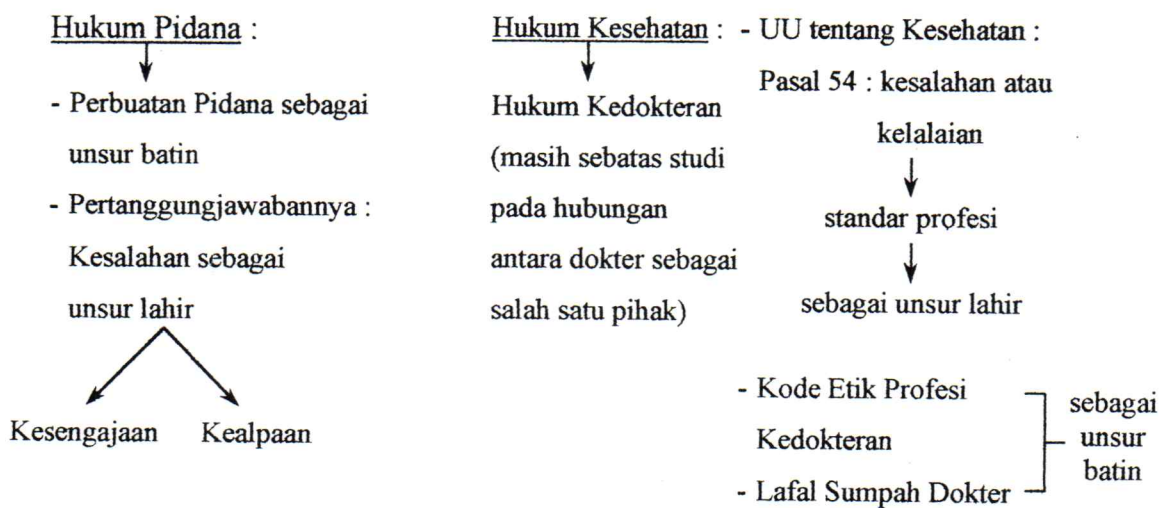 Hukum Pidana :
- Perbuatan Pidana sebagai
unsur batin
- Pertanggungjawabannya :
Kesalahan sebagai
unsur lahir
Kesengajaan Kealpaan
Hukum Kesehatan :
Hukum Kedokteran
(masih sebatas studi
pada hubungan
antara dokter sebagai
salah satu pihak)
- UU tentang Kesehatan :
Pasal 54 : kesalahan atau
kelalaian
standar profesi
sebagai unsur lahir
- Kode Etik Profesi
Kedokteran
- Lafal Sumpah Dokter
sebagai
unsur
batin